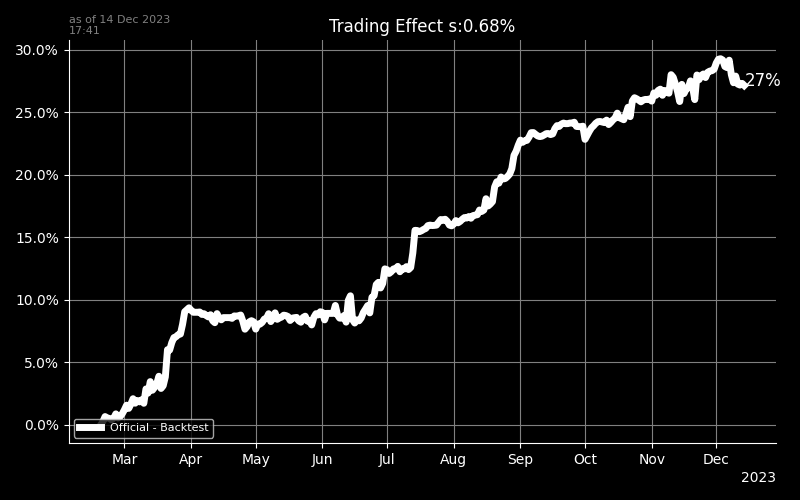 as of 14 Dec 2023
17:41
Trading Effect s:0.68%
30.0%
25.0%
20.0%
15.0%
10.0%
5.0%
0.0%
27%
Official - Backtest
Mar Apr May Jun Jul Aug Sep Oct Nov Dec
2023